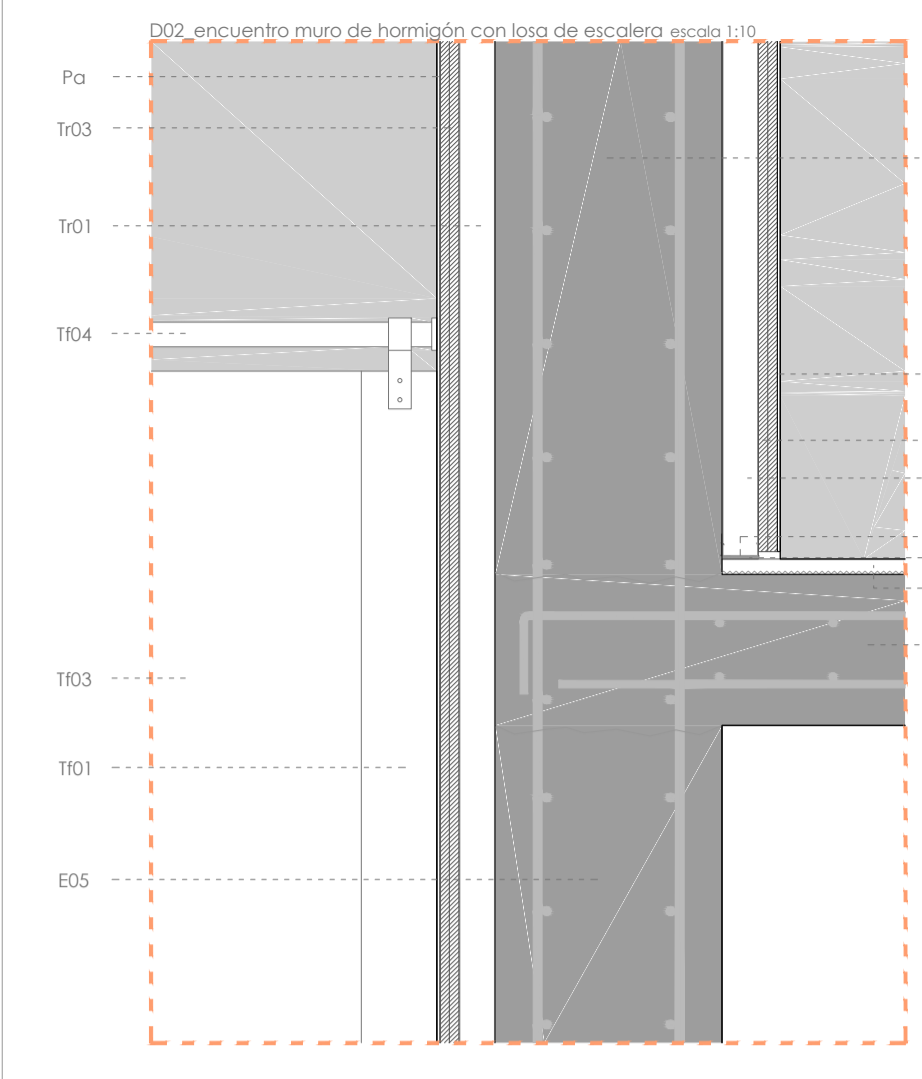 D02_encuentro muro de hormigón con losa de escalera escala 1:10
Pa
Tr03
Tr01
Tf04
Tf03
Tf01
E05